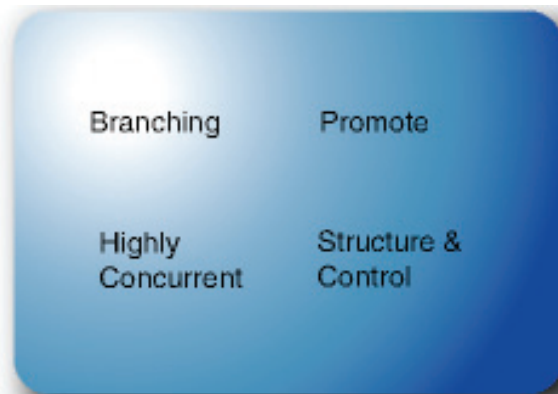 Branching
Promote
Highly
Concurrent
Structure &
Control